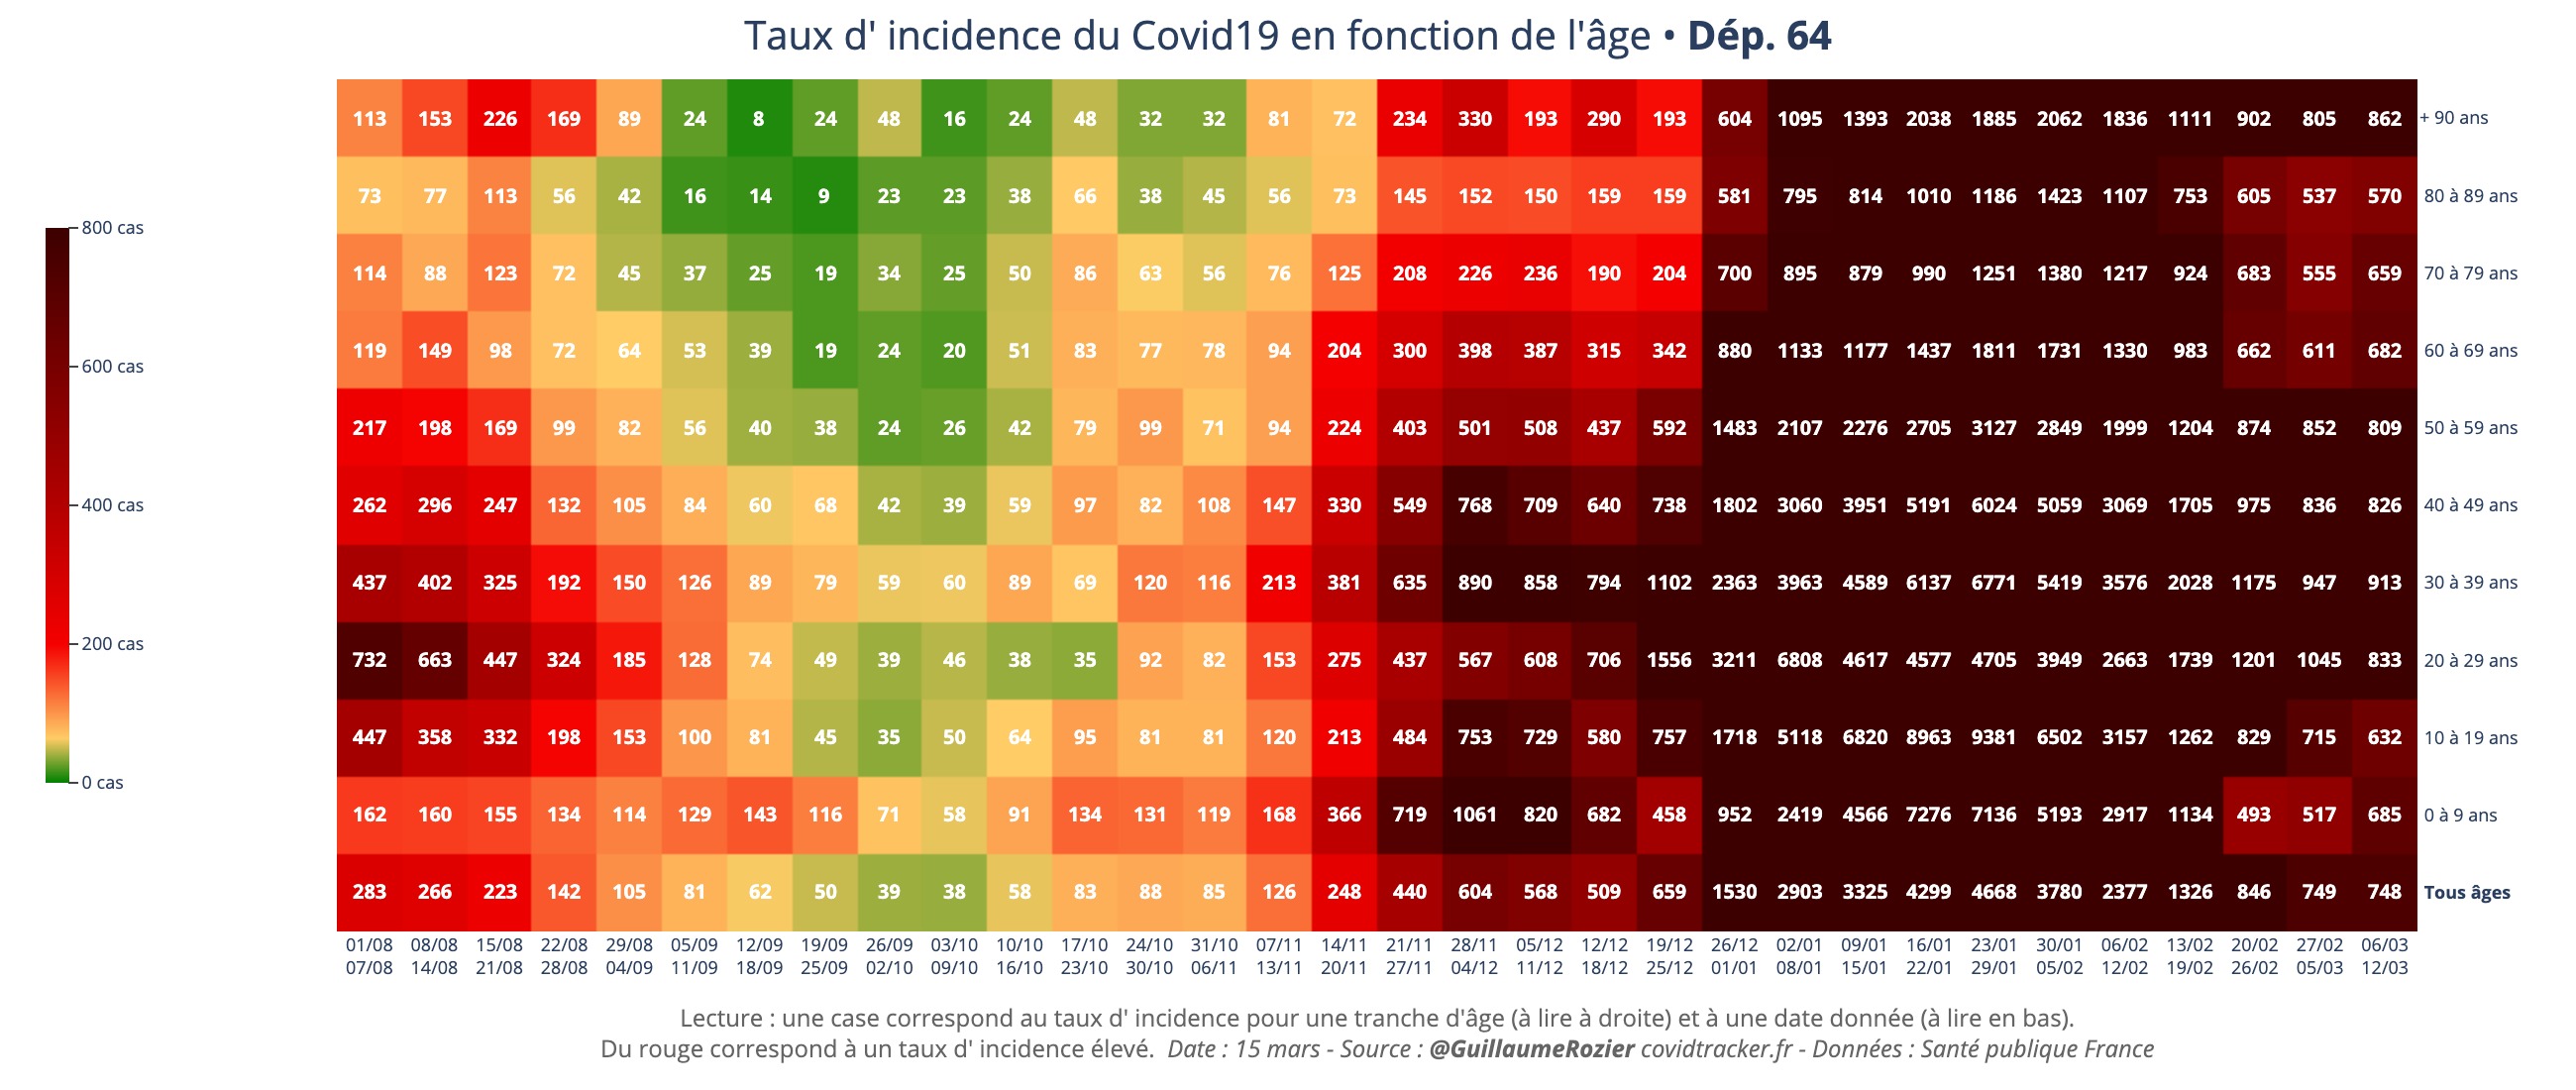 Taux d' incidence du Covid19 en fonction de l'âge • Dép. 64
800 cas
600 cas
400 cas
200 cas
0 cas
113 153 226 169 89 24 8 24 48 16 24 48 32 32 81 72 234 330 193 290 193 604 1095 1393 2038 1885 2062 1836 1111 902 805 862 + 90 ans
73 77 113 56 42 16 14 9 23 23 38 66 38 45 56 73 145 152 150 159 159 581 795 814 1010 1186 1423 1107 753 605 537 570 80 à 89 ans
114 88 123 72 45 37 25 19 34 25 50 86 63 56 76 125 208 226 236 190 204 700 895 879 990 1251 1380 1217 924 683 555 659 70 à 79 ans
119 149 98 72 64 53 39 19 24 20 51 83 77 78 94 204 300 398 387 315 342 880 1133 1177 1437 1811 1731 1330 983 662 611 682 60 à 69 ans
217 198 169 99 82 56 40 38 24 26 42 79 99 71 94 224 403 501 508 437 592 1483 2107 2276 2705 3127 2849 1999 1204 874 852 809 50 à 59 ans
262 296 247 132 105 84 60 68 42 39 59 97 82 108 147 330 549 768 709 640 738 1802 3060 3951 5191 6024 5059 3069 1705 975 836 826 40 à 49 ans
437 402 325 192 150 126 89 79 59 60 89 69 120 116 213 381 635 890 858 794 1102 2363 3963 4589 6137 6771 5419 3576 2028 1175 947 913 30 à 39 ans
732 663 447 324 185 128 74 49 39 46 38 35 92 82 153 275 437 567 608 706 1556 3211 6808 4617 4577 4705 3949 2663 1739 1201 1045 833 20 à 29 ans
447 358 332 198 153 100 81 45 35 50 64 95 81 81 120 213 484 753 729 580 757 1718 5118 6820 8963 9381 6502 3157 1262 829 715 632 10 à 19 ans
162 160 155 134 114 129 143 116 71 58 91 134 131 119 168 366 719 1061 820 682 458 952 2419 4566 7276 7136 5193 2917 1134 493 517 685 0 à 9 ans
283 266 223 142 105 81 62 50 39 38 58 83 88 85 126 248 440 604 568 509 659 1530 2903 3325 4299 4668 3780 2377 1326 846 749 748 Tous âges
01/08 08/08 15/08 22/08 29/08 05/09 12/09 19/09 26/09 03/10 10/10 17/10 24/10 31/10 07/11 14/11 21/11 28/11 05/12 12/12 19/12 26/12 02/01 09/01 16/01 23/01 30/01 06/02 13/02 20/02 27/02 06/03
07/08 14/08 21/08 28/08 04/09 11/09 18/09 25/09 02/10 09/10 16/10 23/10 30/10 06/11 13/11 20/11 27/11 04/12 11/12 18/12 25/12 01/01 08/01 15/01 22/01 29/01 05/02 12/02 19/02 26/02 05/03 12/03
Lecture : une case correspond au taux d' incidence pour une tranche d'âge (à lire à droite) et à une date donnée (à lire en bas).
Du rouge correspond à un taux d' incidence élevé. Date : 15 mars - Source : @GuillaumeRozier covidtracker.fr - Données : Santé publique France